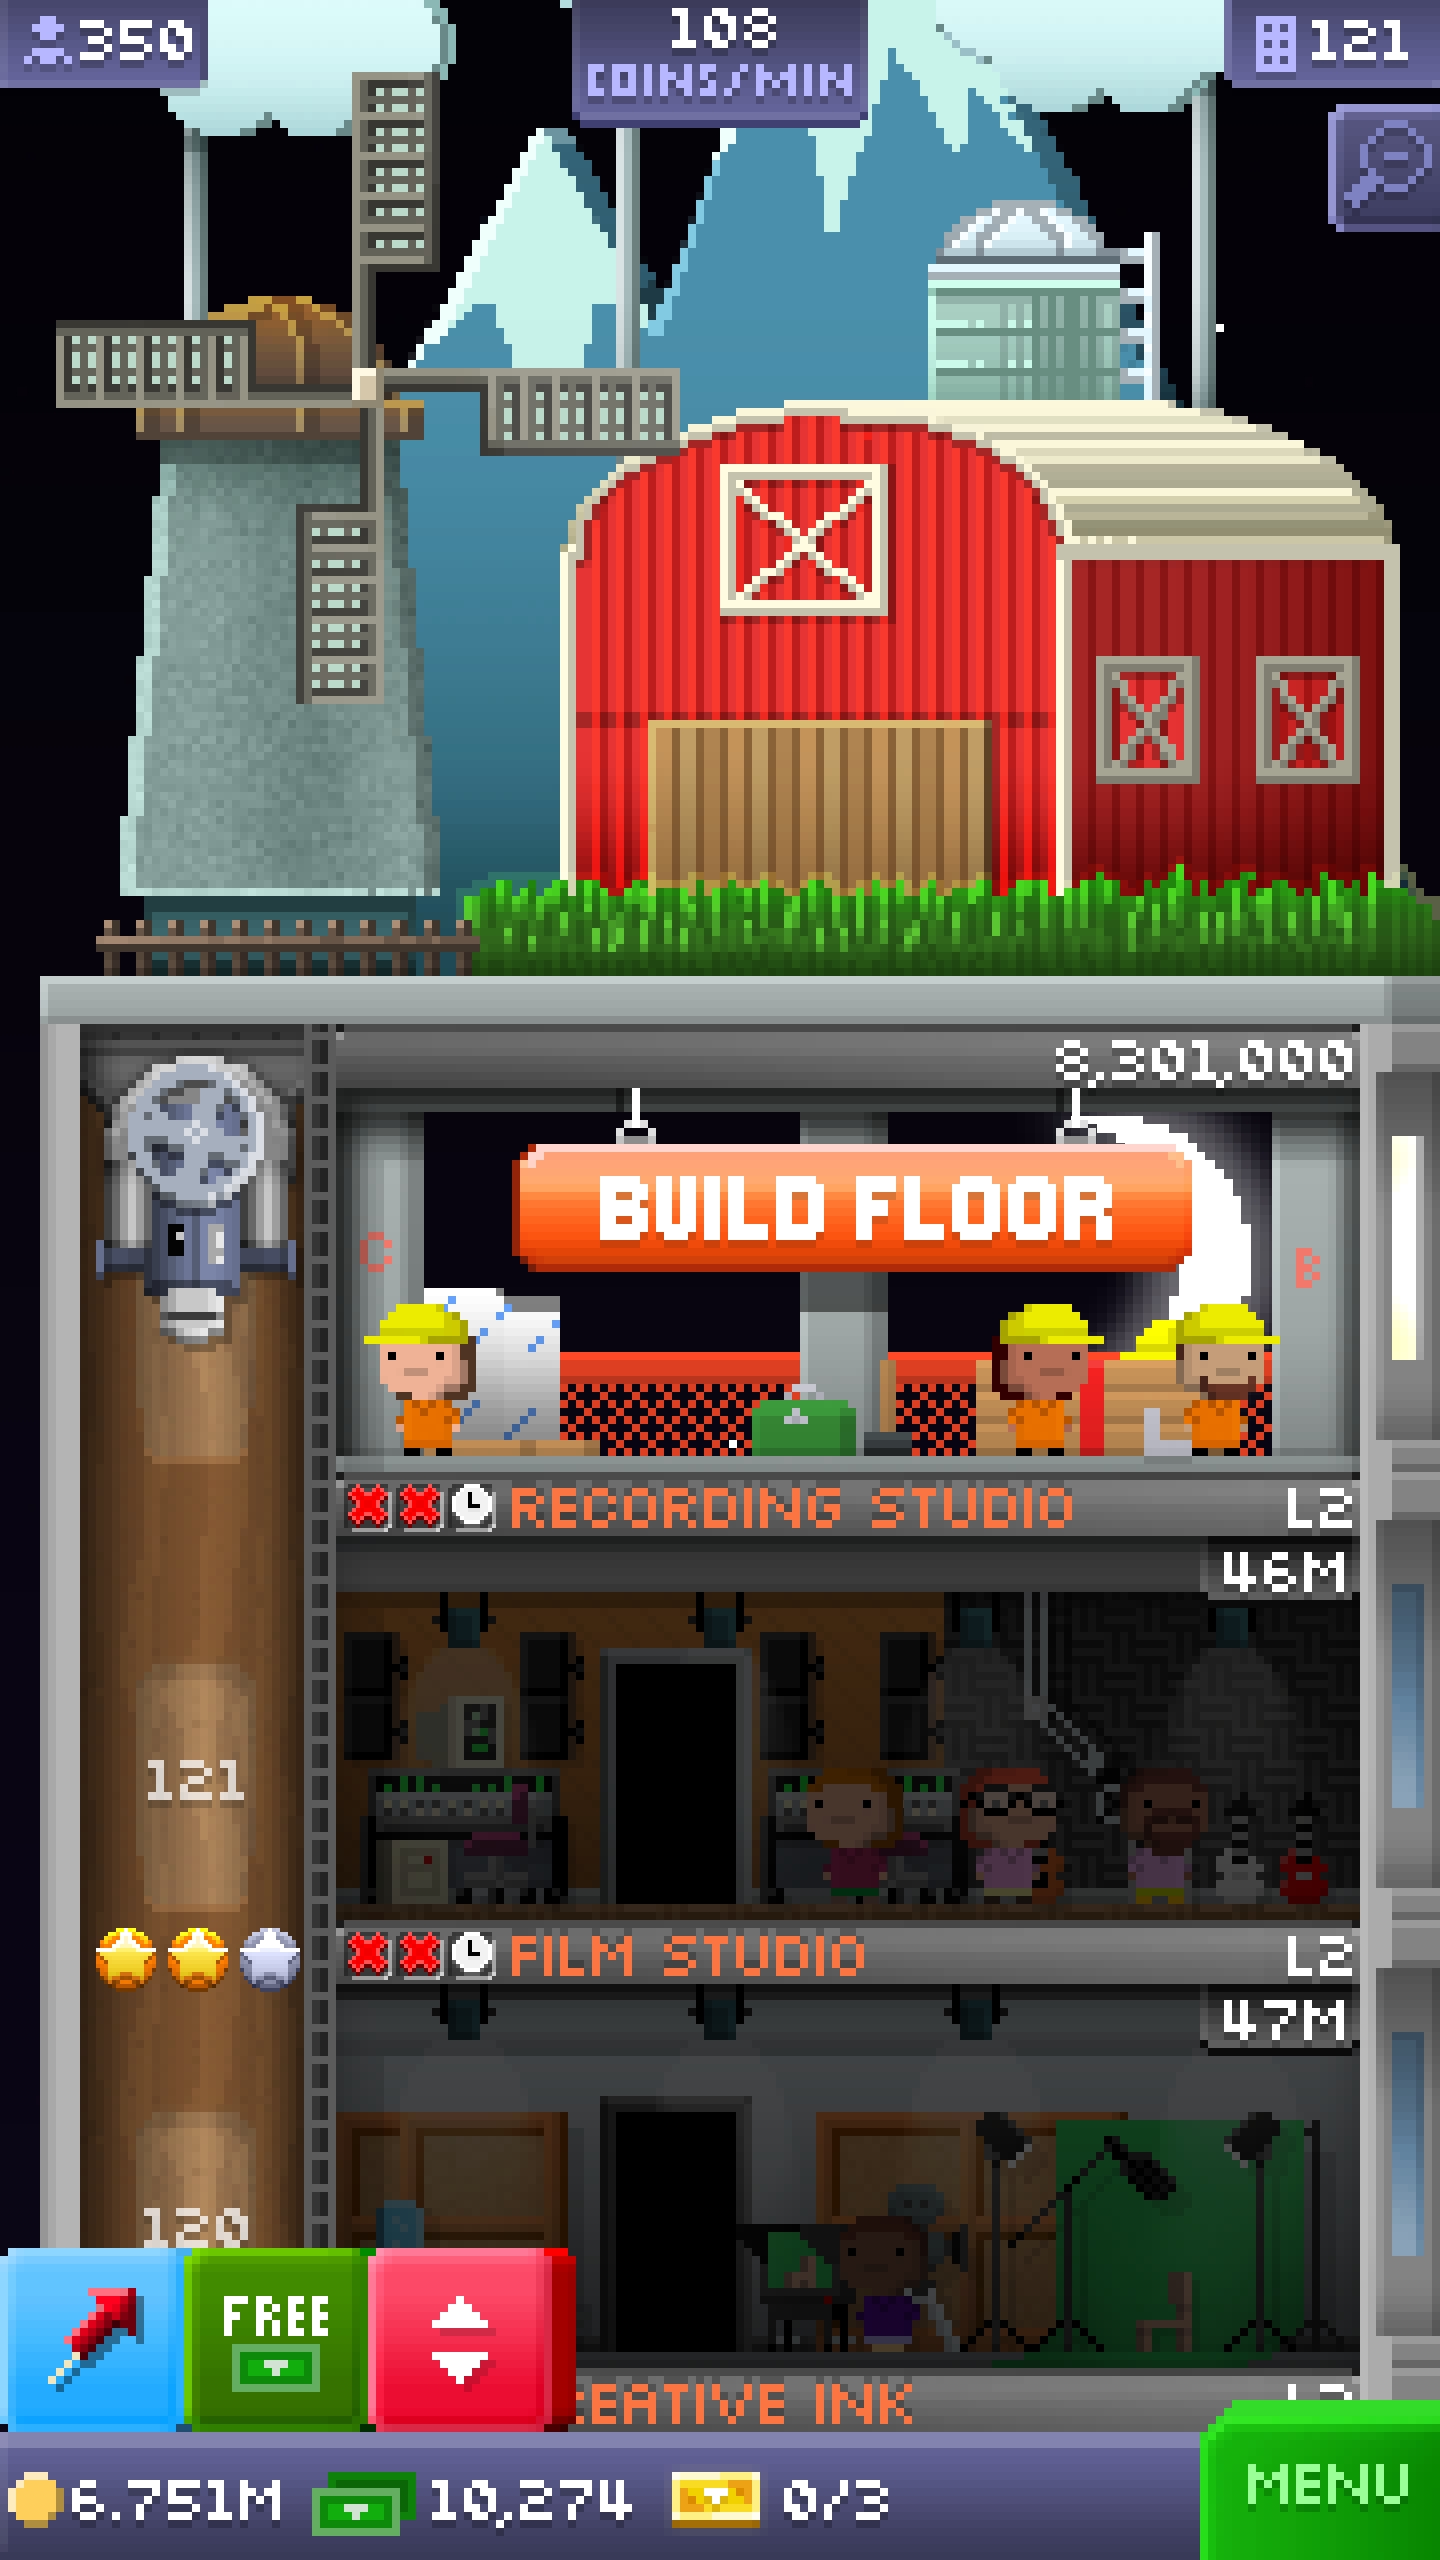 350
108
COINS/MIN
121
8,301,000
BUILD FLOOR
C
B
RECORDING STUDIO
L2
46M
121
FILM STUDIO
L2
47M
120
FREE
EATIVE INK
L2
6.751M
10,274
0/3
MENU